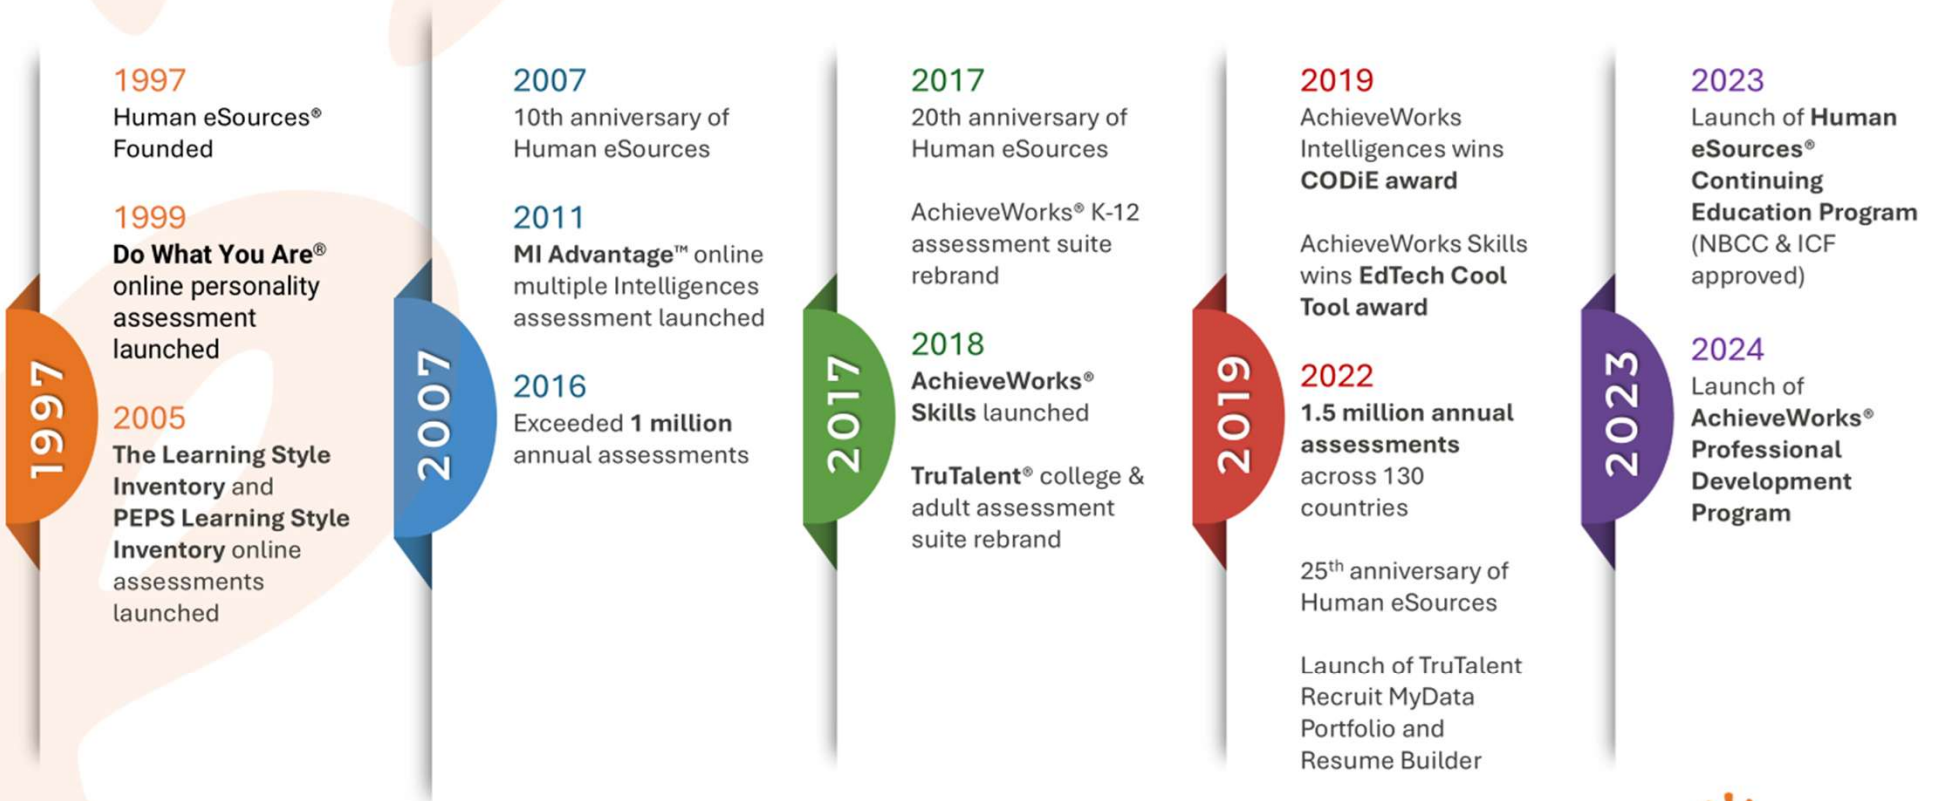 1997
1997
Human eSources®
Founded
1999
Do What You Are®
online personality
assessment
launched
2005
The Learning Style
Inventory and
PEPS Learning Style
Inventory online
assessments
launched
2007
2007
10th anniversary of
Human eSources
2011
MI Advantage™ online
multiple Intelligences
assessment launched
2016
Exceeded 1 million
annual assessments
2017
2017
20th anniversary of
Human eSources
AchieveWorks® K-12
assessment suite
rebrand
2018
AchieveWorks®
Skills launched
TruTalent® college &
adult assessment
suite rebrand
2019
2019
AchieveWorks
Intelligences wins
CODiE award
AchieveWorks Skills
wins EdTech Cool
Tool award
2022
1.5 million annual
assessments
across 130
countries
25th anniversary of
Human eSources
Launch of TruTalent
Recruit MyData
Portfolio and
Resume Builder
2023
2023
Launch of Human
eSources®
Continuing
Education Program
(NBCC & ICF
approved)
2024
Launch of
AchieveWorks®
Professional
Development
Program